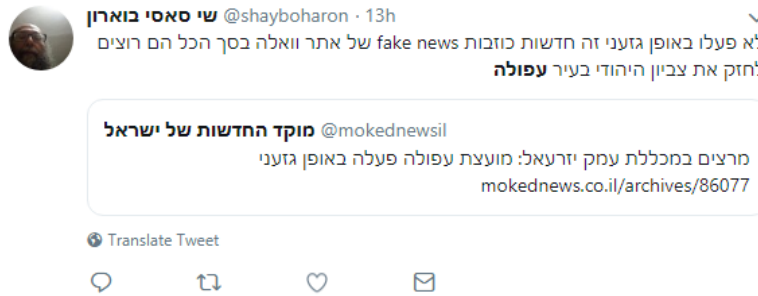 שי סאסי בוארון @shayboharon · 13h
לא פעלו באופן גזעני זה חדשות כוזבות fake news של אתר וואלה בסך הכל הם רוצים
לחזק את צביון היהודי בעיר עפולה
מוקד החדשות של ישראל @mokednewsil
מרצים במכללת עמק יזרעאל: מועצת עפולה פעלה באופן גזעני
mokednews.co.il/archives/86077
Translate Tweet